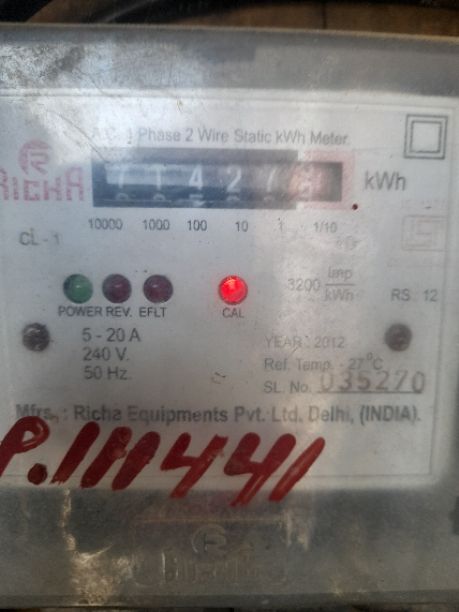 A.C. 1 Phase 2 Wire Static kWh Meter.
RICHA
77427
kWh
10000 1000 100 10 1 1/10
CL - 1
3200 Imp/kWh
RS : 12
POWER REV. EFLT CAL
5 - 20 A
240 V.
50 Hz.
YEAR : 2012
Ref. Temp. - 27°C
SL. No. 035270
Mfrs. : Richa Equipments Pvt. Ltd. Delhi, (INDIA).
P.111441